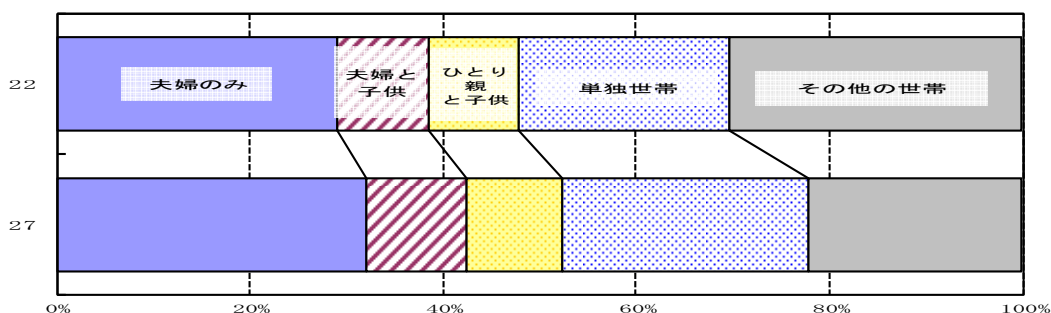 22
夫婦のみ
夫婦と
子供
ひとり
親
と子供
単独世帯
その他の世帯
27
0%
20%
40%
60%
80%
100%